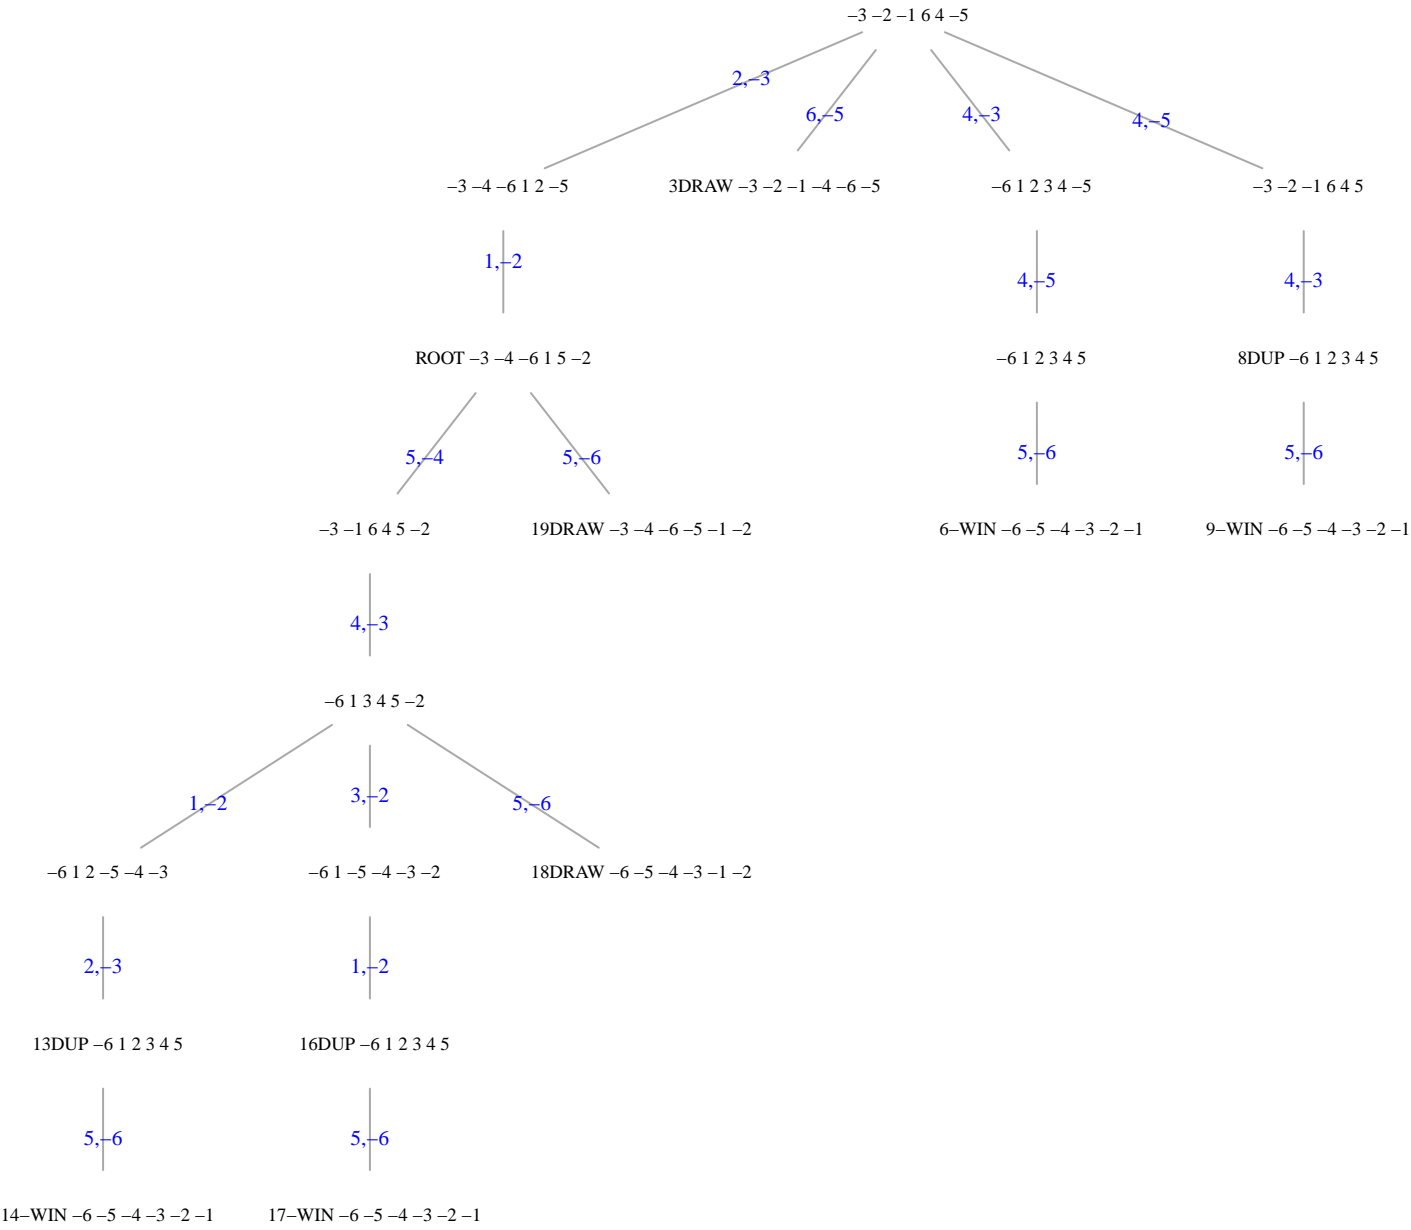 –3 –2 –1 6 4 –5
2,–3
6,–5
4,–3
4,–5
–3 –4 –6 1 2 –5
3DRAW –3 –2 –1 –4 –6 –5
–6 1 2 3 4 –5
–3 –2 –1 6 4 5
1,–2
4,–5
4,–3
ROOT –3 –4 –6 1 5 –2
–6 1 2 3 4 5
8DUP –6 1 2 3 4 5
5,–4
5,–6
5,–6
5,–6
–3 –1 6 4 5 –2
19DRAW –3 –4 –6 –5 –1 –2
6–WIN –6 –5 –4 –3 –2 –1
9–WIN –6 –5 –4 –3 –2 –1
4,–3
–6 1 3 4 5 –2
1,–2
3,–2
5,–6
–6 1 2 –5 –4 –3
–6 1 –5 –4 –3 –2
18DRAW –6 –5 –4 –3 –1 –2
2,–3
1,–2
13DUP –6 1 2 3 4 5
16DUP –6 1 2 3 4 5
5,–6
5,–6
14–WIN –6 –5 –4 –3 –2 –1
17–WIN –6 –5 –4 –3 –2 –1